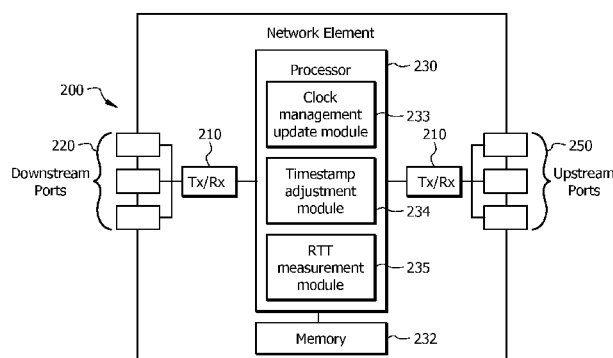 Network Element
Processor
230
200
Clock
management
update module
233
220
210
210
250
Downstream
Ports
Tx/Rx
Timestamp
adjustment
module
234
Tx/Rx
Upstream
Ports
RTT
measurement
module
235
Memory
232